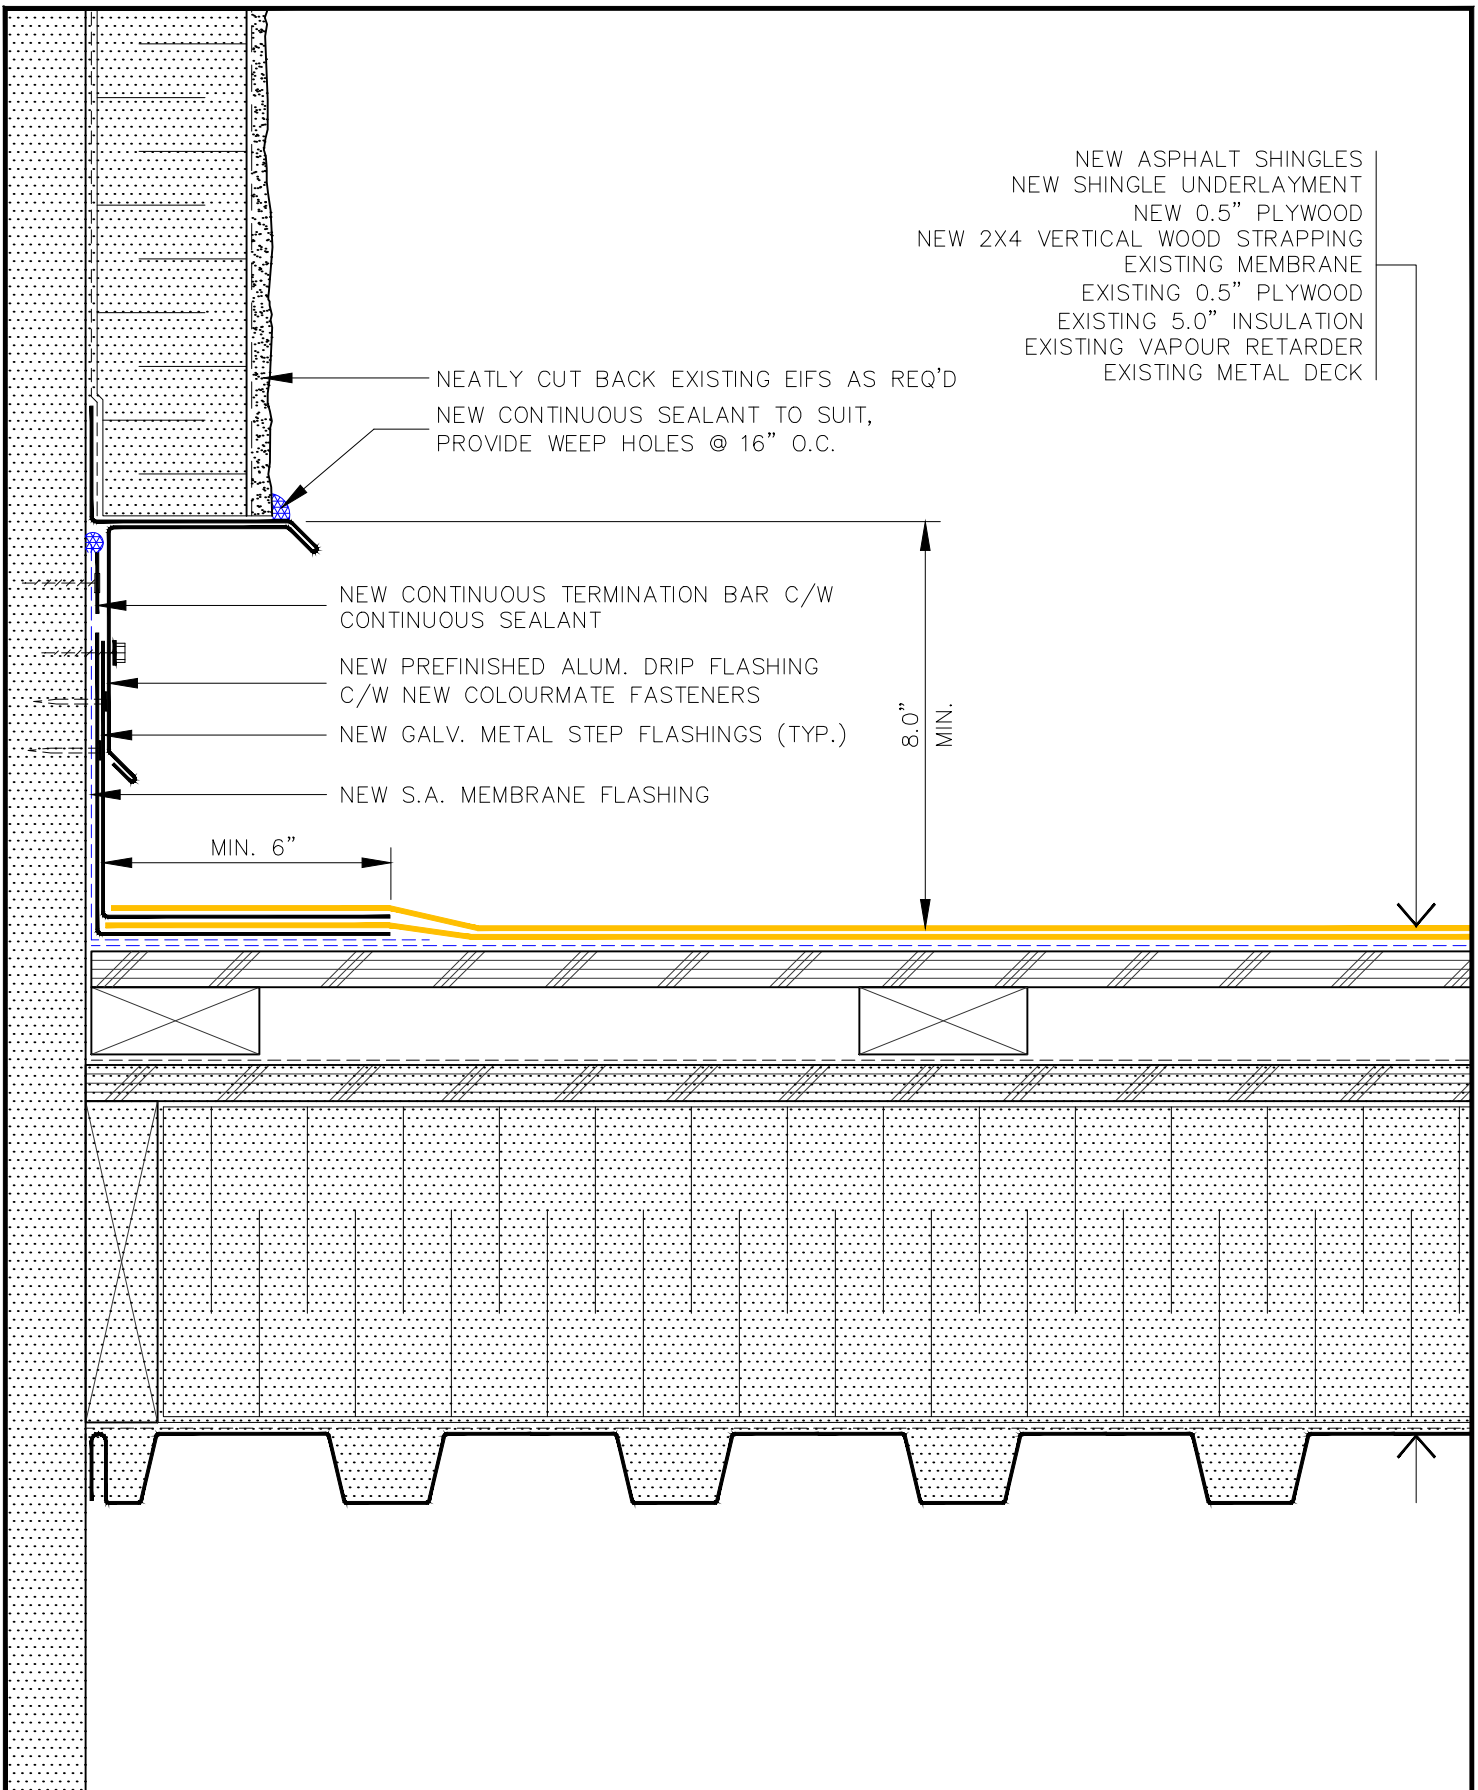 NEW ASPHALT SHINGLES
NEW SHINGLE UNDERLAYMENT
NEW 0.5” PLYWOOD
NEW 2X4 VERTICAL WOOD STRAPPING
EXISTING MEMBRANE
EXISTING 0.5” PLYWOOD
EXISTING 5.0” INSULATION
EXISTING VAPOUR RETARDER
EXISTING METAL DECK
NEATLY CUT BACK EXISTING EIFS AS REQ'D
NEW CONTINUOUS SEALANT TO SUIT,
PROVIDE WEEP HOLES @ 16” O.C.
NEW CONTINUOUS TERMINATION BAR C/W
CONTINUOUS SEALANT
NEW PREFINISHED ALUM. DRIP FLASHING
C/W NEW COLOURMATE FASTENERS
NEW GALV. METAL STEP FLASHINGS (TYP.)
NEW S.A. MEMBRANE FLASHING
8.0”
MIN.
MIN. 6”